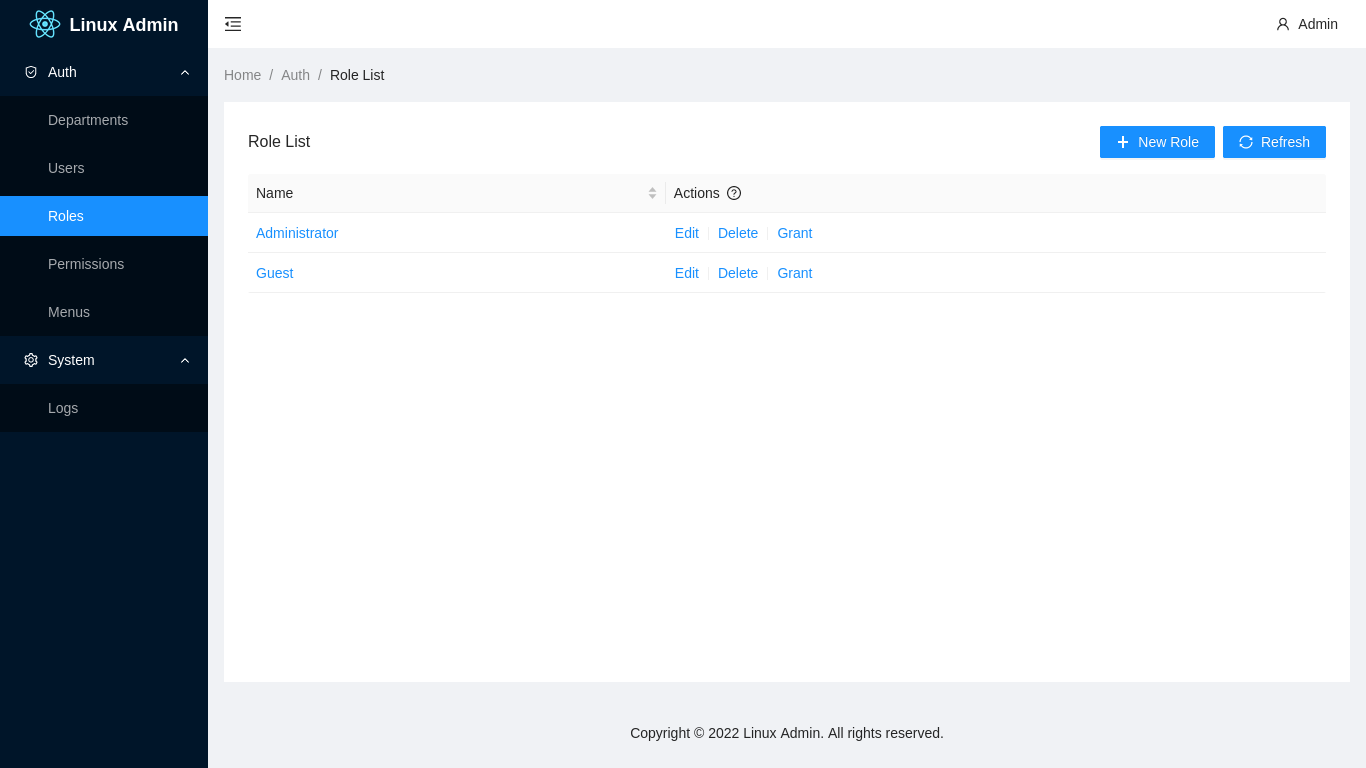 Linux Admin
Admin
Auth
Departments
Users
Roles
Permissions
Menus
System
Logs
Home / Auth / Role List
Role List
New Role
Refresh
Name
Actions
Administrator
Edit
Delete
Grant
Guest
Edit
Delete
Grant
Copyright © 2022 Linux Admin. All rights reserved.